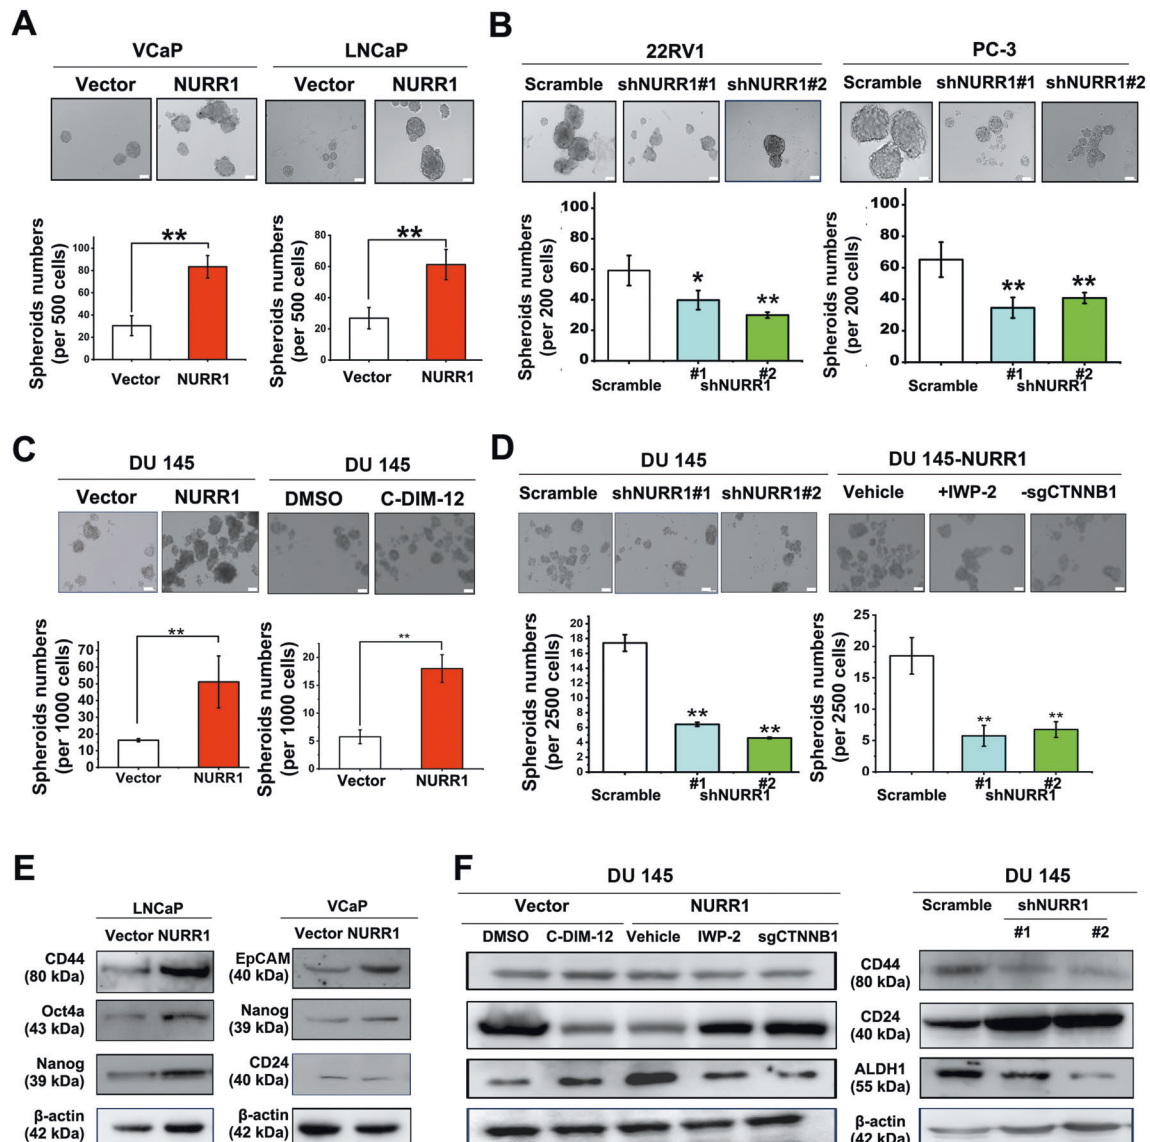 A
VCaP
LNCaP
Vector
NURR1
Vector
NURR1
Spheroids numbers
(per 500 cells)
100
80
60
40
20
0
**
Vector
NURR1
Spheroids numbers
(per 500 cells)
80
60
40
20
0
**
Vector
NURR1
B
22RV1
PC-3
Scramble
shNURR1#1
shNURR1#2
Scramble
shNURR1#1
shNURR1#2
Spheroids numbers
(per 200 cells)
100
80
60
40
20
0
*
**
Scramble
#1
#2
shNURR1
Spheroids numbers
(per 200 cells)
100
80
60
40
20
0
**
**
Scramble
#1
#2
shNURR1
C
DU 145
DU 145
Vector
NURR1
DMSO
C-DIM-12
Spheroids numbers
(per 1000 cells)
70
60
50
40
30
20
10
0
**
Vector
NURR1
Spheroids numbers
(per 1000 cells)
20
15
10
5
0
**
Vector
NURR1
D
DU 145
DU 145-NURR1
Scramble
shNURR1#1
shNURR1#2
Vehicle
+IWP-2
-sgCTNNB1
Spheroids numbers
(per 2500 cells)
20
18
16
14
12
10
8
6
4
2
0
**
**
Scramble
#1
#2
shNURR1
Spheroids numbers
(per 2500 cells)
25
20
15
10
5
0
**
**
Scramble
#1
#2
shNURR1
E
LNCaP
Vector NURR1
CD44
(80 kDa)
Oct4a
(43 kDa)
Nanog
(39 kDa)
β-actin
(42 kDa)
VCaP
Vector NURR1
EpCAM
(40 kDa)
Nanog
(39 kDa)
CD24
(40 kDa)
β-actin
(42 kDa)
F
DU 145
Vector
NURR1
DMSO
C-DIM-12
Vehicle
IWP-2
sgCTNNB1
DU 145
Scramble
shNURR1
#1
#2
CD44
(80 kDa)
CD24
(40 kDa)
ALDH1
(55 kDa)
β-actin
(42 kDa)